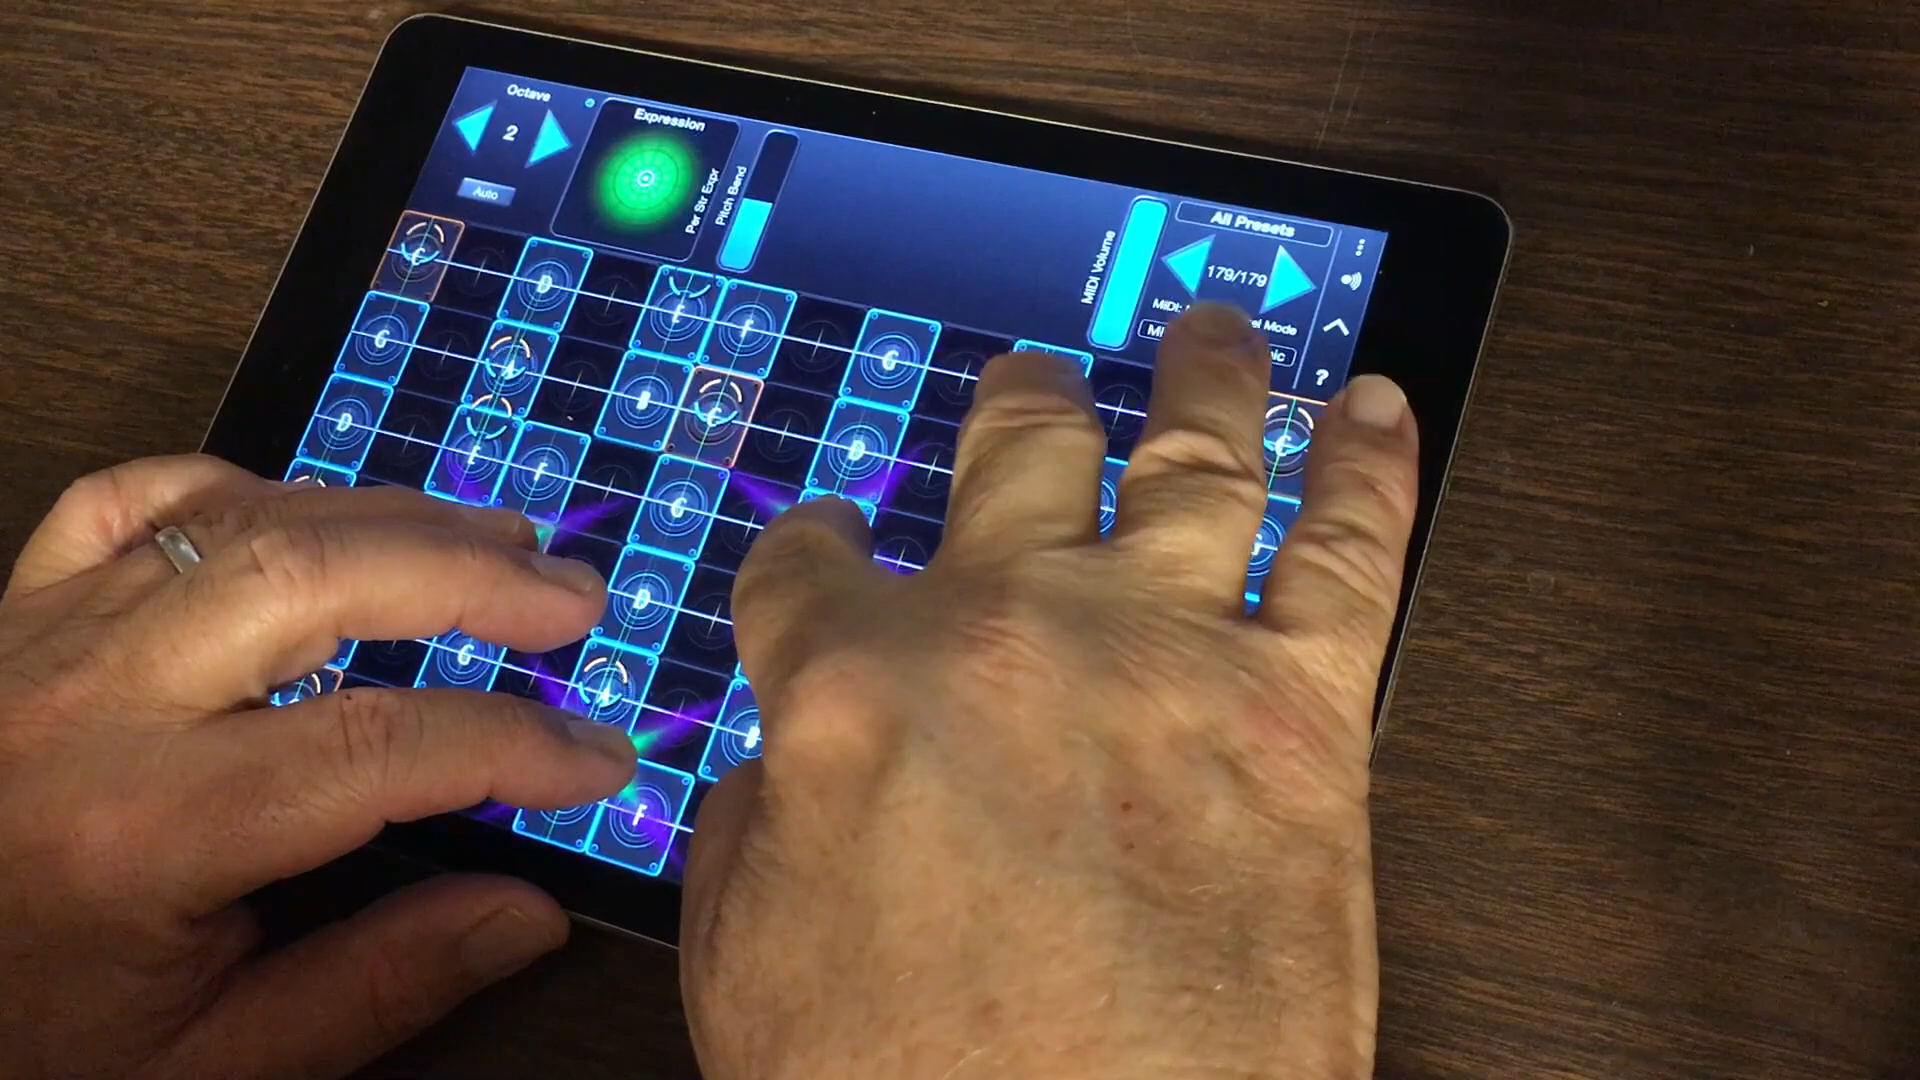 Octave
2
Auto
Expression
Per Str Expr
Pitch Bend
MIDI Volume
All Presets
179/179
MIDI:
Mode
?
C D E F G
G A B C D
D E F G
C
D
G A B
F
C